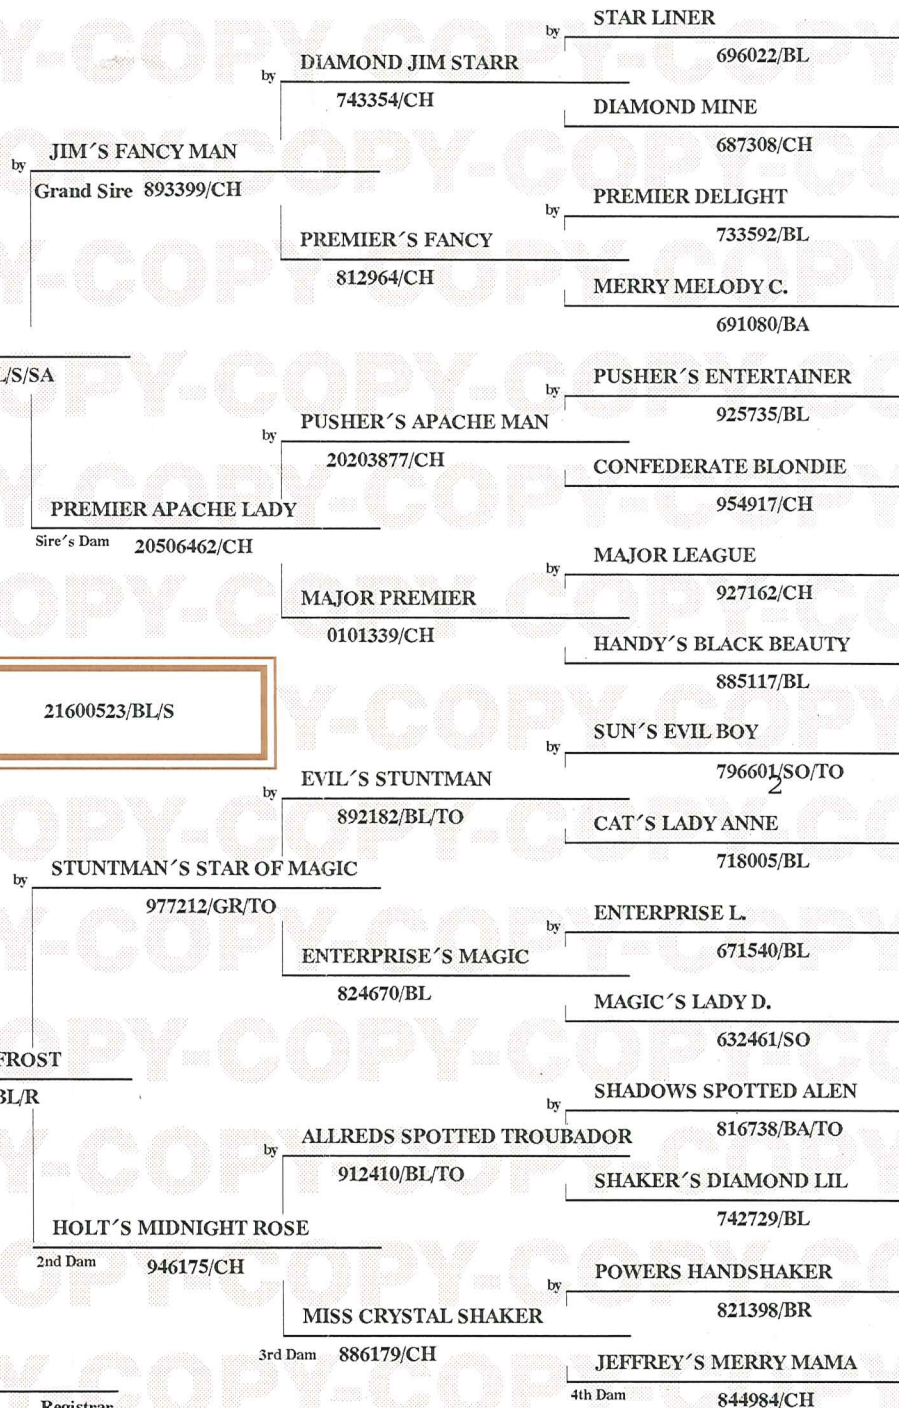 by STAR LINER
696022/BL
by DIAMOND JIM STARR
743354/CH
DIAMOND MINE
687308/CH
by JIM´S FANCY MAN
Grand Sire 893399/CH
by PREMIER DELIGHT
733592/BL
PREMIER´S FANCY
812964/CH
MERRY MELODY C.
691080/BA
L/S/SA
by PUSHER´S ENTERTAINER
925735/BL
by PUSHER´S APACHE MAN
20203877/CH
CONFEDERATE BLONDIE
954917/CH
PREMIER APACHE LADY
Sire´s Dam 20506462/CH
by MAJOR LEAGUE
927162/CH
MAJOR PREMIER
0101339/CH
HANDY´S BLACK BEAUTY
885117/BL
21600523/BL/S
by SUN´S EVIL BOY
796601/SO/TO
2
by EVIL´S STUNTMAN
892182/BL/TO
CAT´S LADY ANNE
718005/BL
by STUNTMAN´S STAR OF MAGIC
977212/GR/TO
by ENTERPRISE L.
671540/BL
ENTERPRISE´S MAGIC
824670/BL
MAGIC´S LADY D.
632461/SO
FROST
BL/R
by SHADOWS SPOTTED ALEN
816738/BA/TO
by ALLREDS SPOTTED TROUBADOR
912410/BL/TO
SHAKER´S DIAMOND LIL
742729/BL
HOLT´S MIDNIGHT ROSE
2nd Dam 946175/CH
by POWERS HANDSHAKER
821398/BR
MISS CRYSTAL SHAKER
3rd Dam 886179/CH
JEFFREY´S MERRY MAMA
4th Dam 844984/CH
Registrar
COPY-COPY-COPY